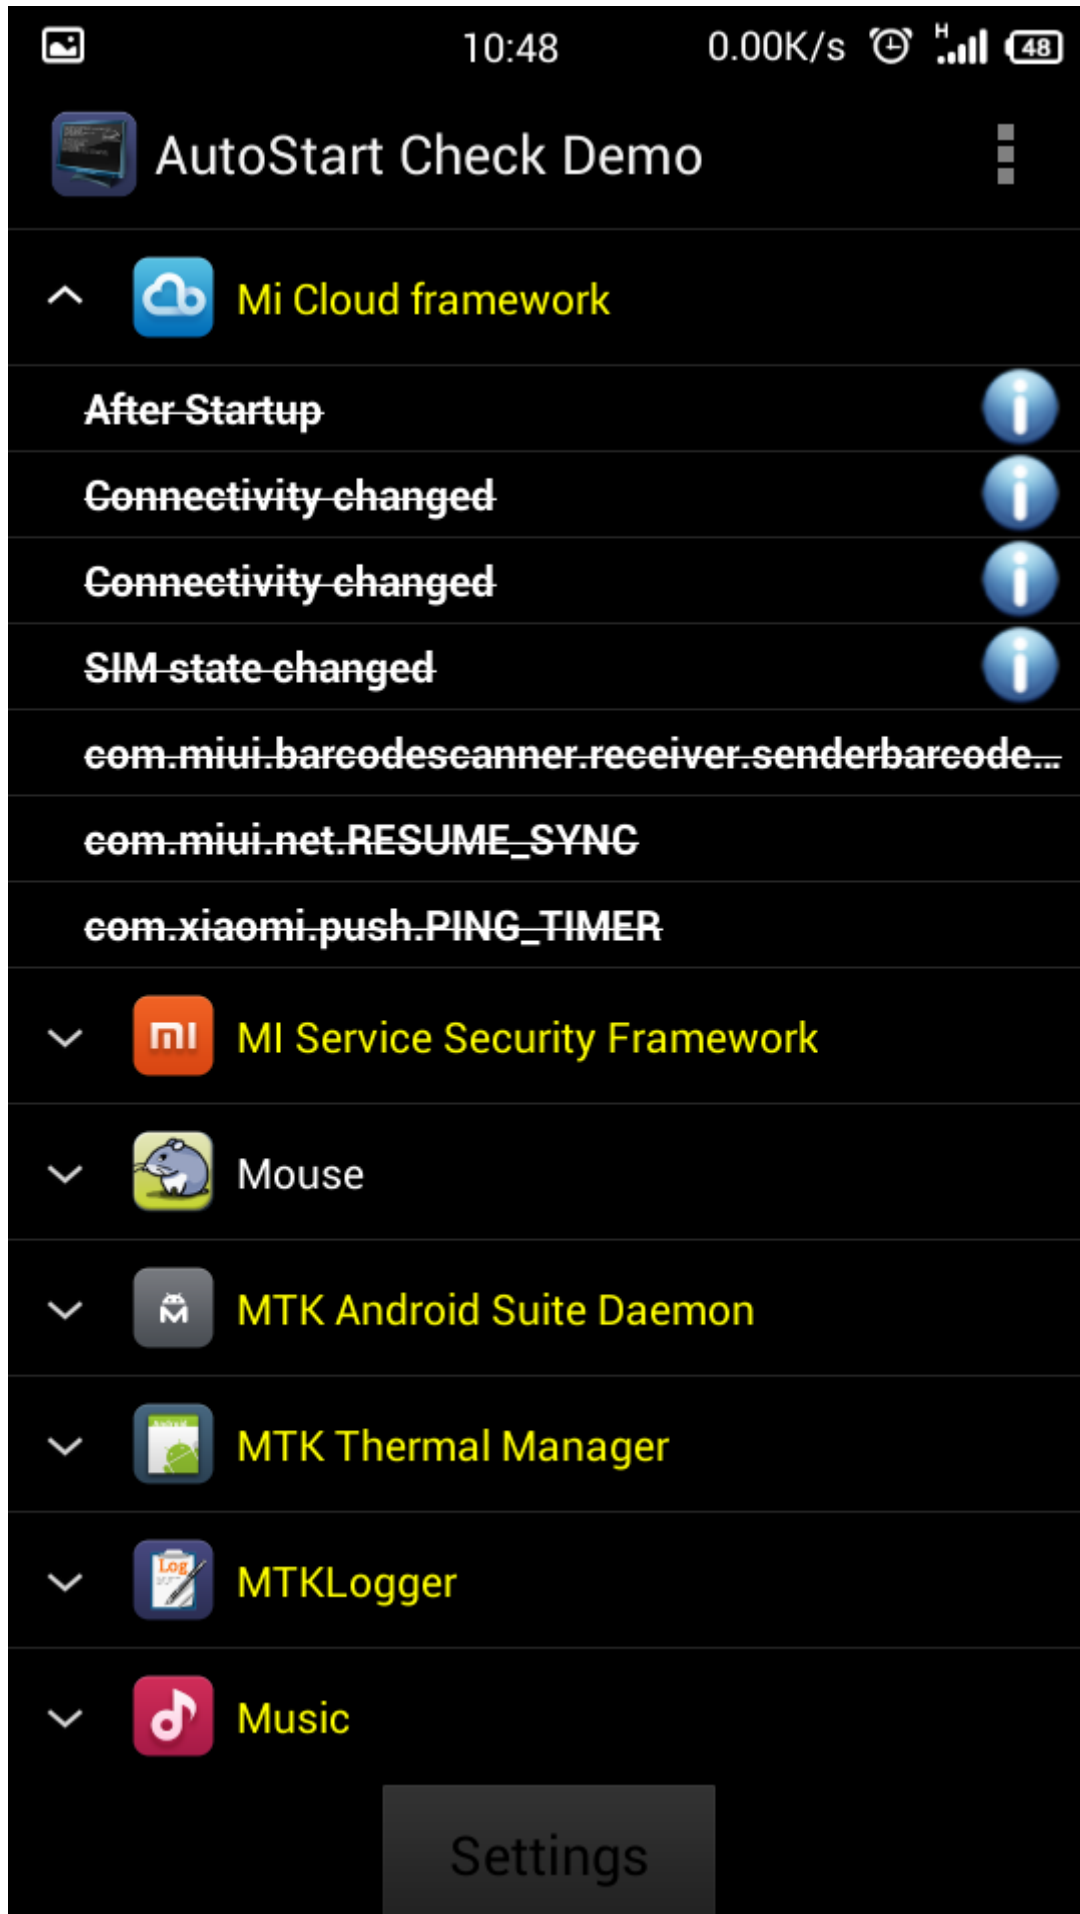 10:48 0.00K/s H 48
AutoStart Check Demo
Mi Cloud framework
After Startup
Connectivity changed
Connectivity changed
SIM state changed
com.miui.barcodescanner.receiver.senderbarcode...
com.miui.net.RESUME_SYNC
com.xiaomi.push.PING_TIMER
MI Service Security Framework
Mouse
MTK Android Suite Daemon
MTK Thermal Manager
MTKLogger
Music
Settings